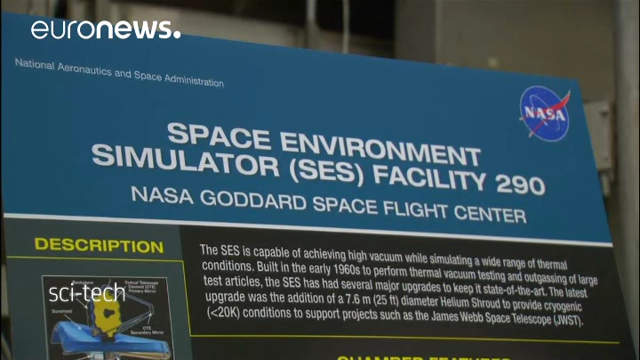 euronews.
National Aeronautics and Space Administration
NASA
SPACE ENVIRONMENT
SIMULATOR (SES) FACILITY 290
NASA GODDARD SPACE FLIGHT CENTER
DESCRIPTION
The SES is capable of achieving high vacuum while simulating a wide range of thermal
conditions. Built in the early 1960s to perform thermal vacuum testing and outgassing of large
test articles, the SES has had several major upgrades to keep it state-of-the-art. The latest
upgrade was the addition of a 7.6 m (25 ft) diameter Helium Shroud to provide cryogenic
(<20K) conditions to support projects such as the James Webb Space Telescope (JWST).
sci-tech
CHAMBER FEATURES